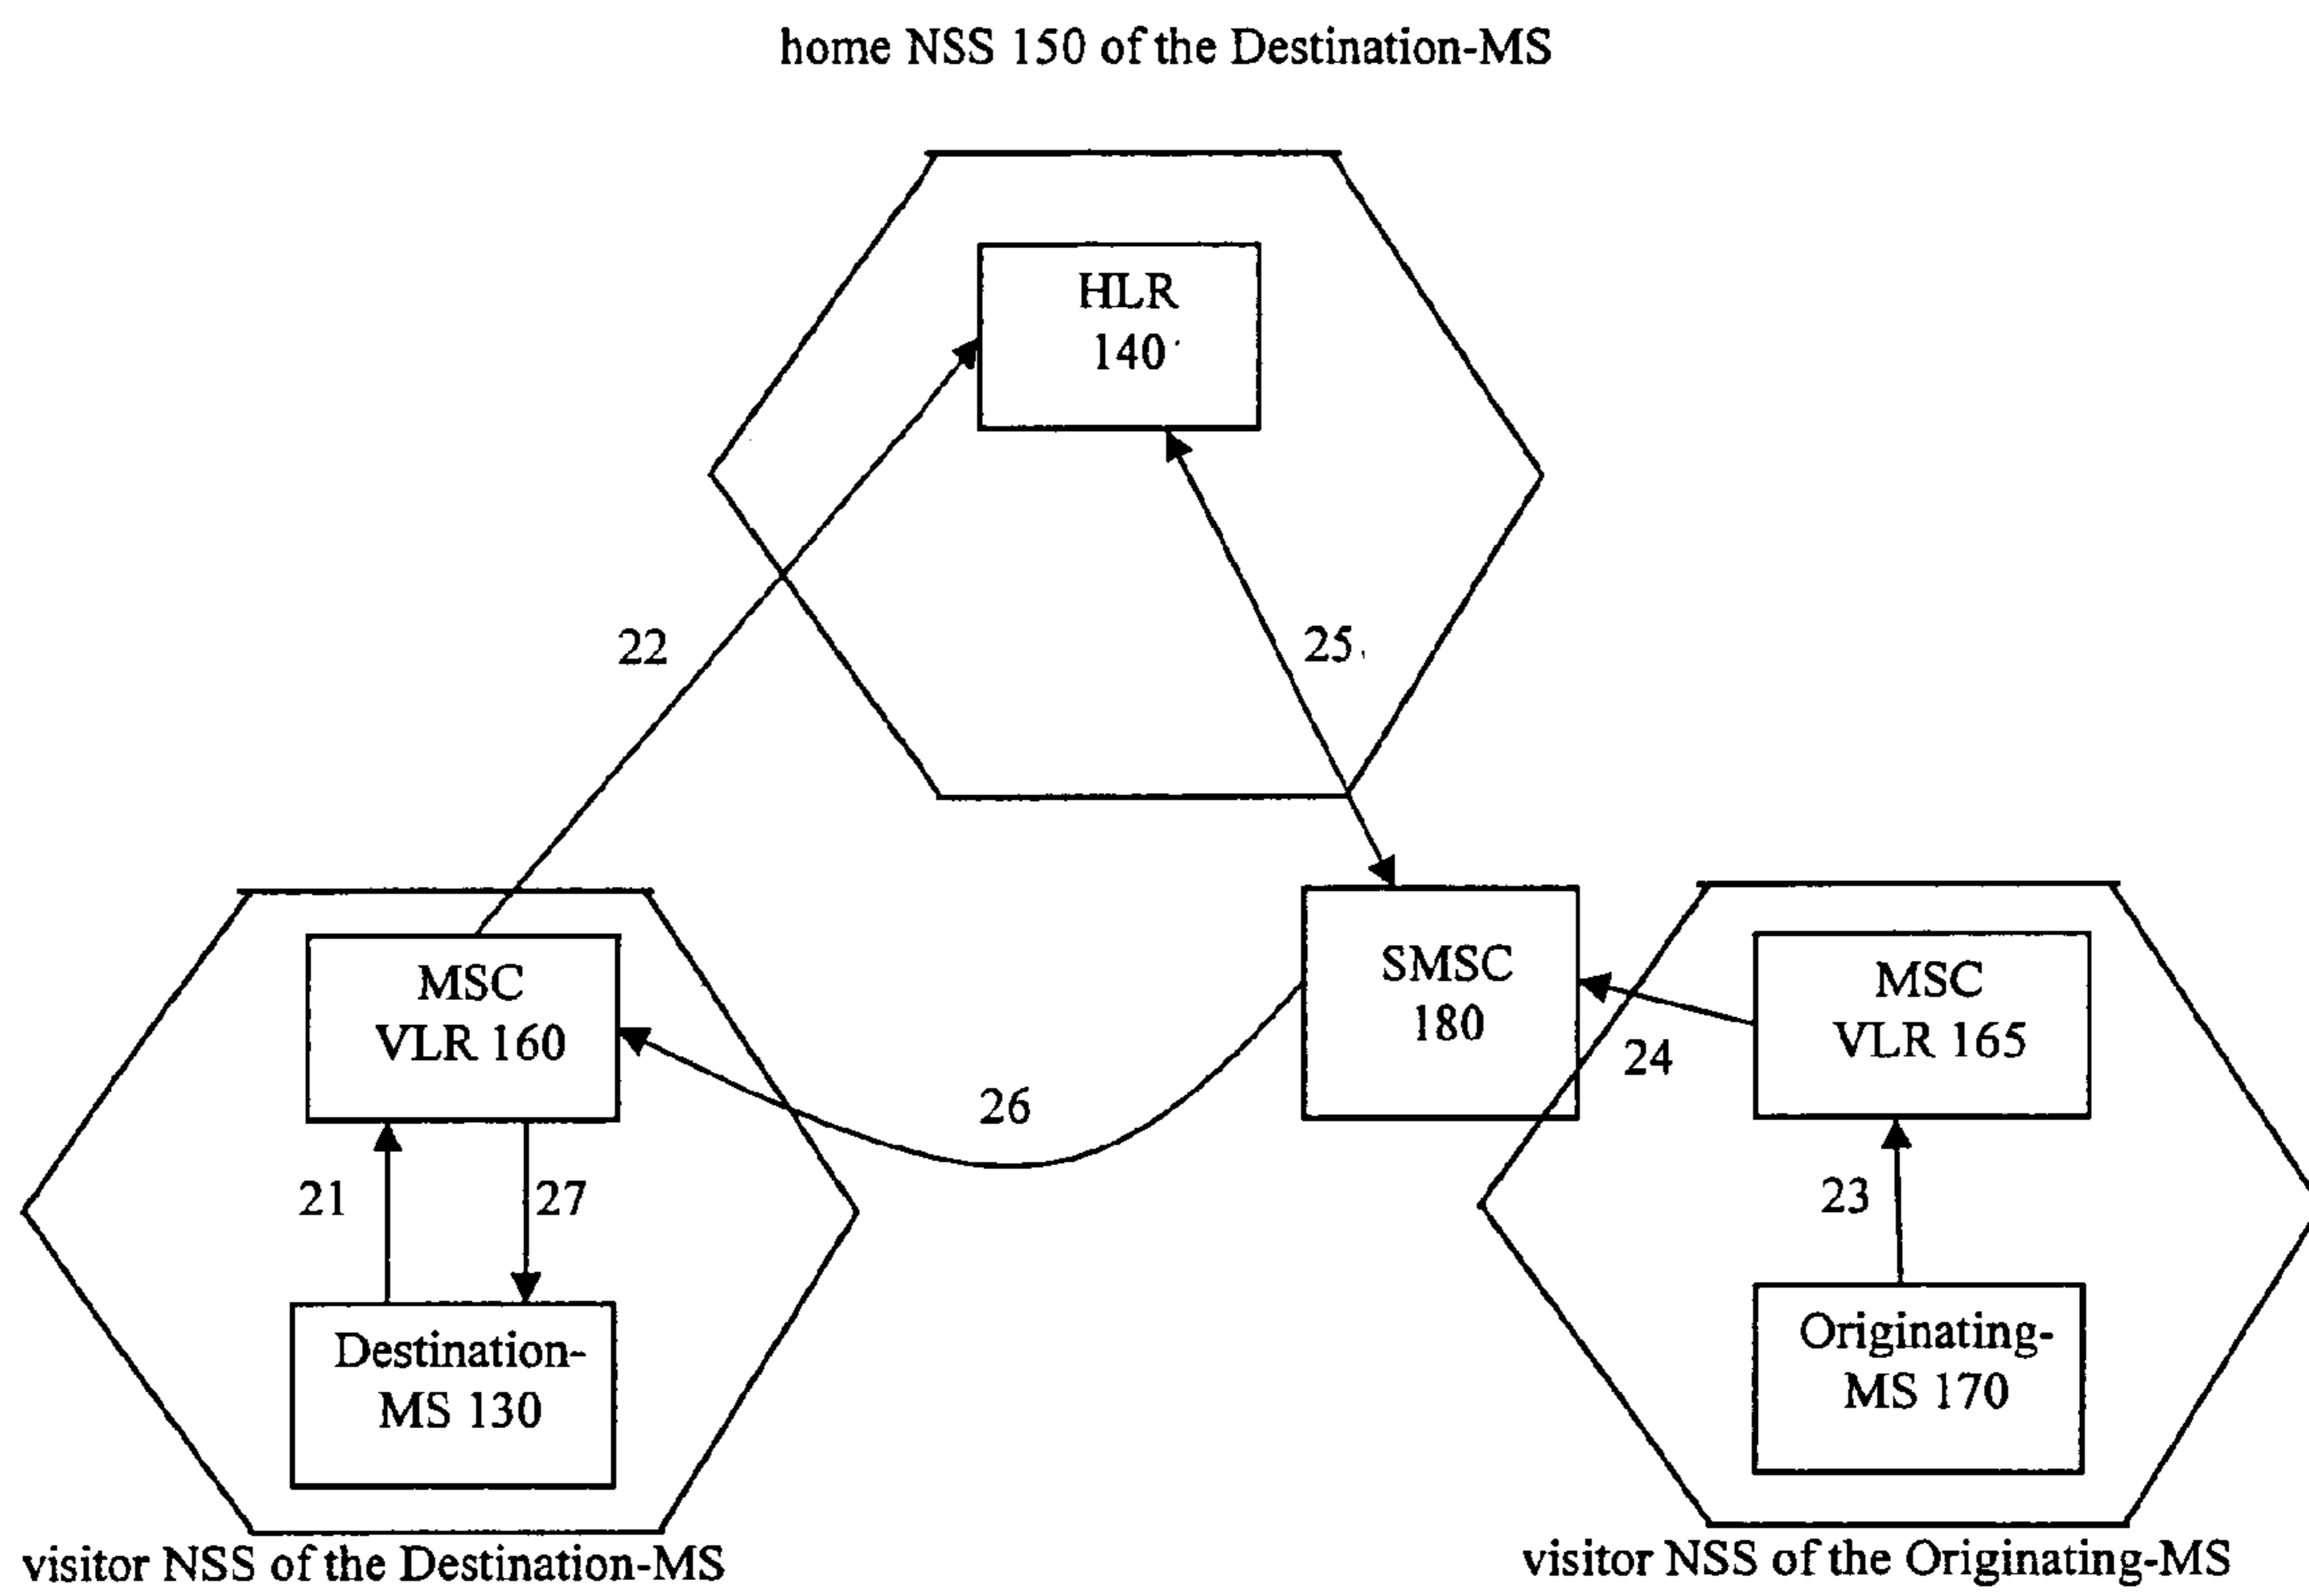 home NSS 150 of the Destination-MS
HLR
140
22
25
MSC
VLR 160
SMSC
180
MSC
VLR 165
24
26
21
27
23
Destination-
MS 130
Originating-
MS 170
visitor NSS of the Destination-MS
visitor NSS of the Originating-MS